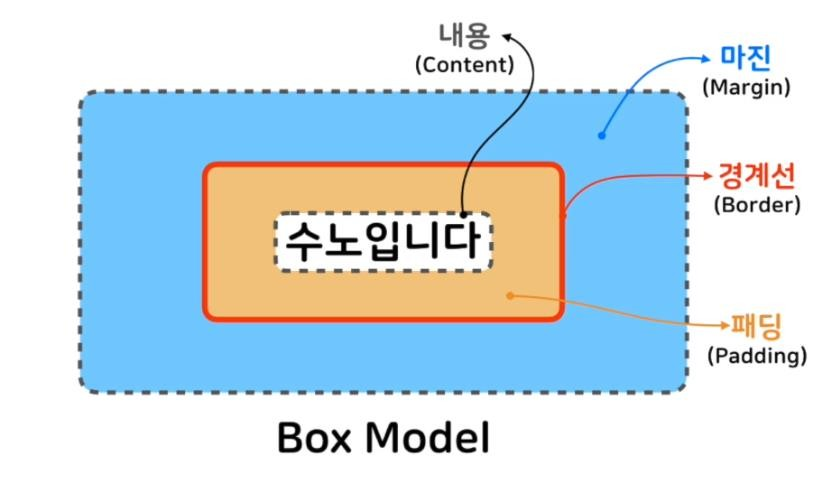 내용
(Content)
마진
(Margin)
경계선
(Border)
수노입니다
패딩
(Padding)
Box Model